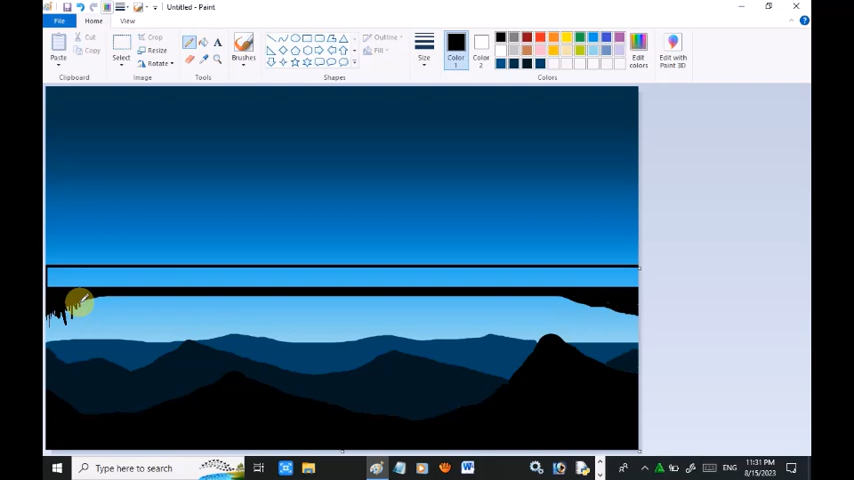 Untitled - Paint
File Home View
Cut
Copy
Paste
Clipboard
Crop
Resize
Rotate
Select
Image
A
Tools
Brushes
Outline
Fill
Shapes
Size
Color
1
Color
2
Edit
colors
Colors
Edit with
Paint 3D
Type here to search
W
ENG
11:31 PM
8/15/2023